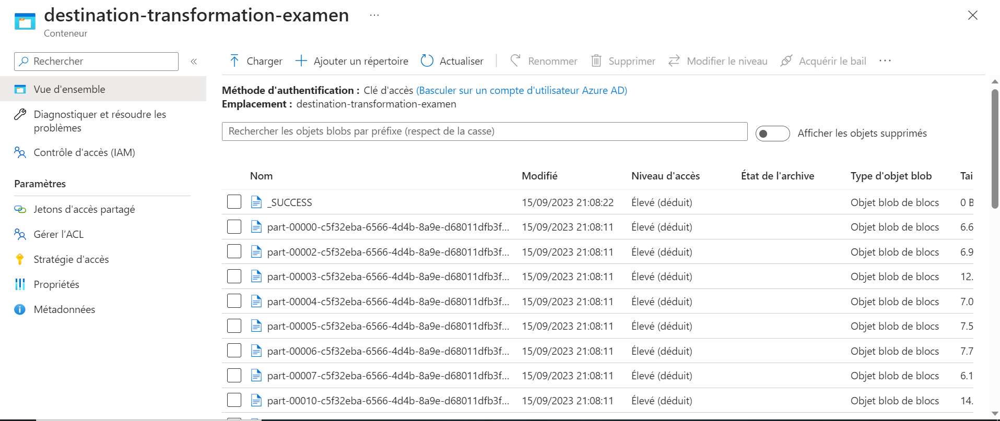 destination-transformation-examen ...
Conteneur
Rechercher
«
Charger
Ajouter un répertoire
Actualiser
Renommer
Supprimer
Modifier le niveau
Acquérir le bail
...
Vue d'ensemble
Diagnostiquer et résoudre les
problèmes
Contrôle d'accès (IAM)
Paramètres
Jetons d'accès partagé
Gérer l’ACL
Stratégie d'accès
Propriétés
Métadonnées
Méthode d'authentification : Clé d'accès (Basculer sur un compte d'utilisateur Azure AD)
Emplacement : destination-transformation-examen
Rechercher les objets blobs par préfixe (respect de la casse)
Afficher les objets supprimés
Nom Modifié Niveau d'accès État de l'archive Type d'objet blob Tai
_SUCCESS 15/09/2023 21:08:22 Élevé (déduit) Objet blob de blocs 0 B
part-00000-c5f32eba-6566-4d4b-8a9e-d68011dfb3f... 15/09/2023 21:08:11 Élevé (déduit) Objet blob de blocs 6.6
part-00002-c5f32eba-6566-4d4b-8a9e-d68011dfb3f... 15/09/2023 21:08:11 Élevé (déduit) Objet blob de blocs 6.9
part-00003-c5f32eba-6566-4d4b-8a9e-d68011dfb3f... 15/09/2023 21:08:11 Élevé (déduit) Objet blob de blocs 12.
part-00004-c5f32eba-6566-4d4b-8a9e-d68011dfb3f... 15/09/2023 21:08:11 Élevé (déduit) Objet blob de blocs 7.0
part-00005-c5f32eba-6566-4d4b-8a9e-d68011dfb3f... 15/09/2023 21:08:11 Élevé (déduit) Objet blob de blocs 7.5
part-00006-c5f32eba-6566-4d4b-8a9e-d68011dfb3f... 15/09/2023 21:08:11 Élevé (déduit) Objet blob de blocs 7.7
part-00007-c5f32eba-6566-4d4b-8a9e-d68011dfb3f... 15/09/2023 21:08:11 Élevé (déduit) Objet blob de blocs 6.1
part-00010-c5f32eba-6566-4d4b-8a9e-d68011dfb3f... 15/09/2023 21:08:11 Élevé (déduit) Objet blob de blocs 14.